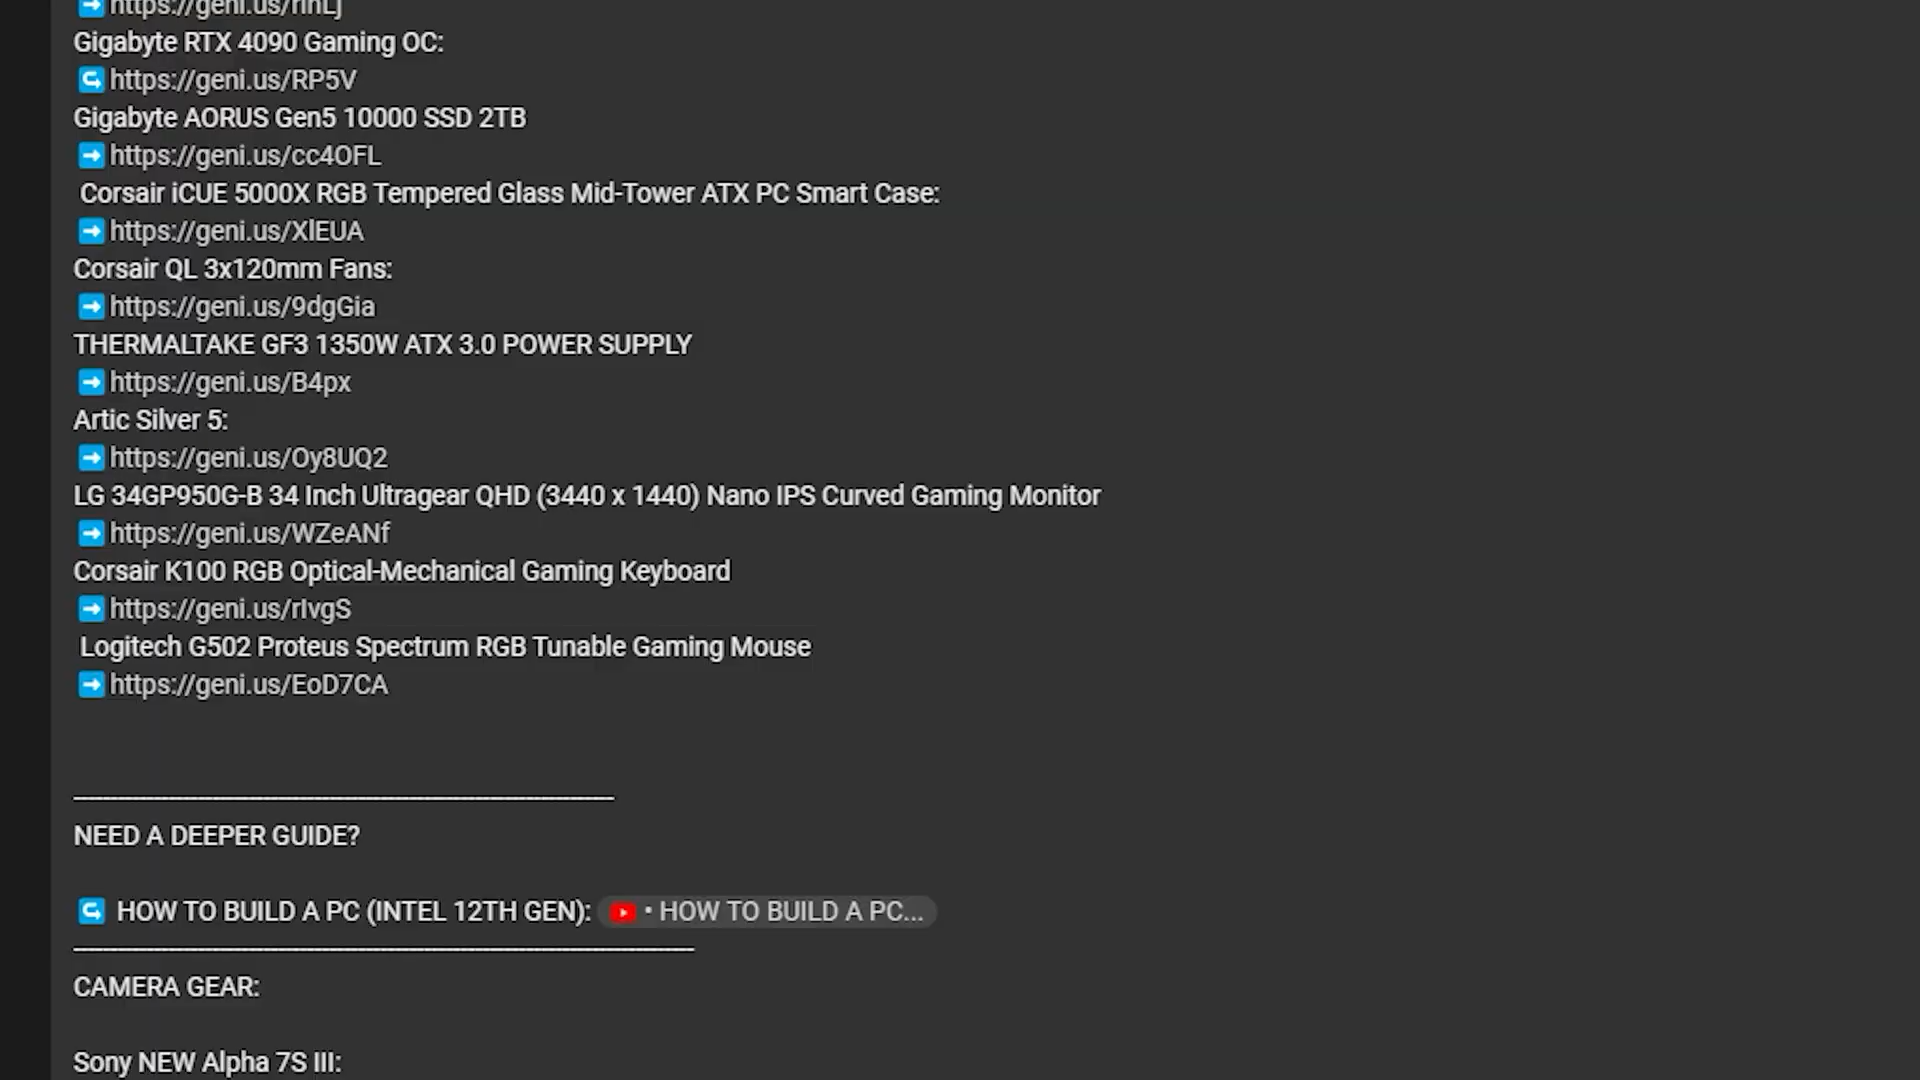 https://geni.us/rlhLj
Gigabyte RTX 4090 Gaming OC:
https://geni.us/RP5V
Gigabyte AORUS Gen5 10000 SSD 2TB
https://geni.us/cc4OFL
Corsair iCUE 5000X RGB Tempered Glass Mid-Tower ATX PC Smart Case:
https://geni.us/XlEUA
Corsair QL 3x120mm Fans:
https://geni.us/9dgGia
THERMALTAKE GF3 1350W ATX 3.0 POWER SUPPLY
https://geni.us/B4px
Artic Silver 5:
https://geni.us/Oy8UQ2
LG 34GP950G-B 34 Inch Ultragear QHD (3440 x 1440) Nano IPS Curved Gaming Monitor
https://geni.us/WZeANf
Corsair K100 RGB Optical-Mechanical Gaming Keyboard
https://geni.us/rIvgS
Logitech G502 Proteus Spectrum RGB Tunable Gaming Mouse
https://geni.us/EoD7CA
NEED A DEEPER GUIDE?
HOW TO BUILD A PC (INTEL 12TH GEN): • HOW TO BUILD A PC...
CAMERA GEAR:
Sony NEW Alpha 7S III: